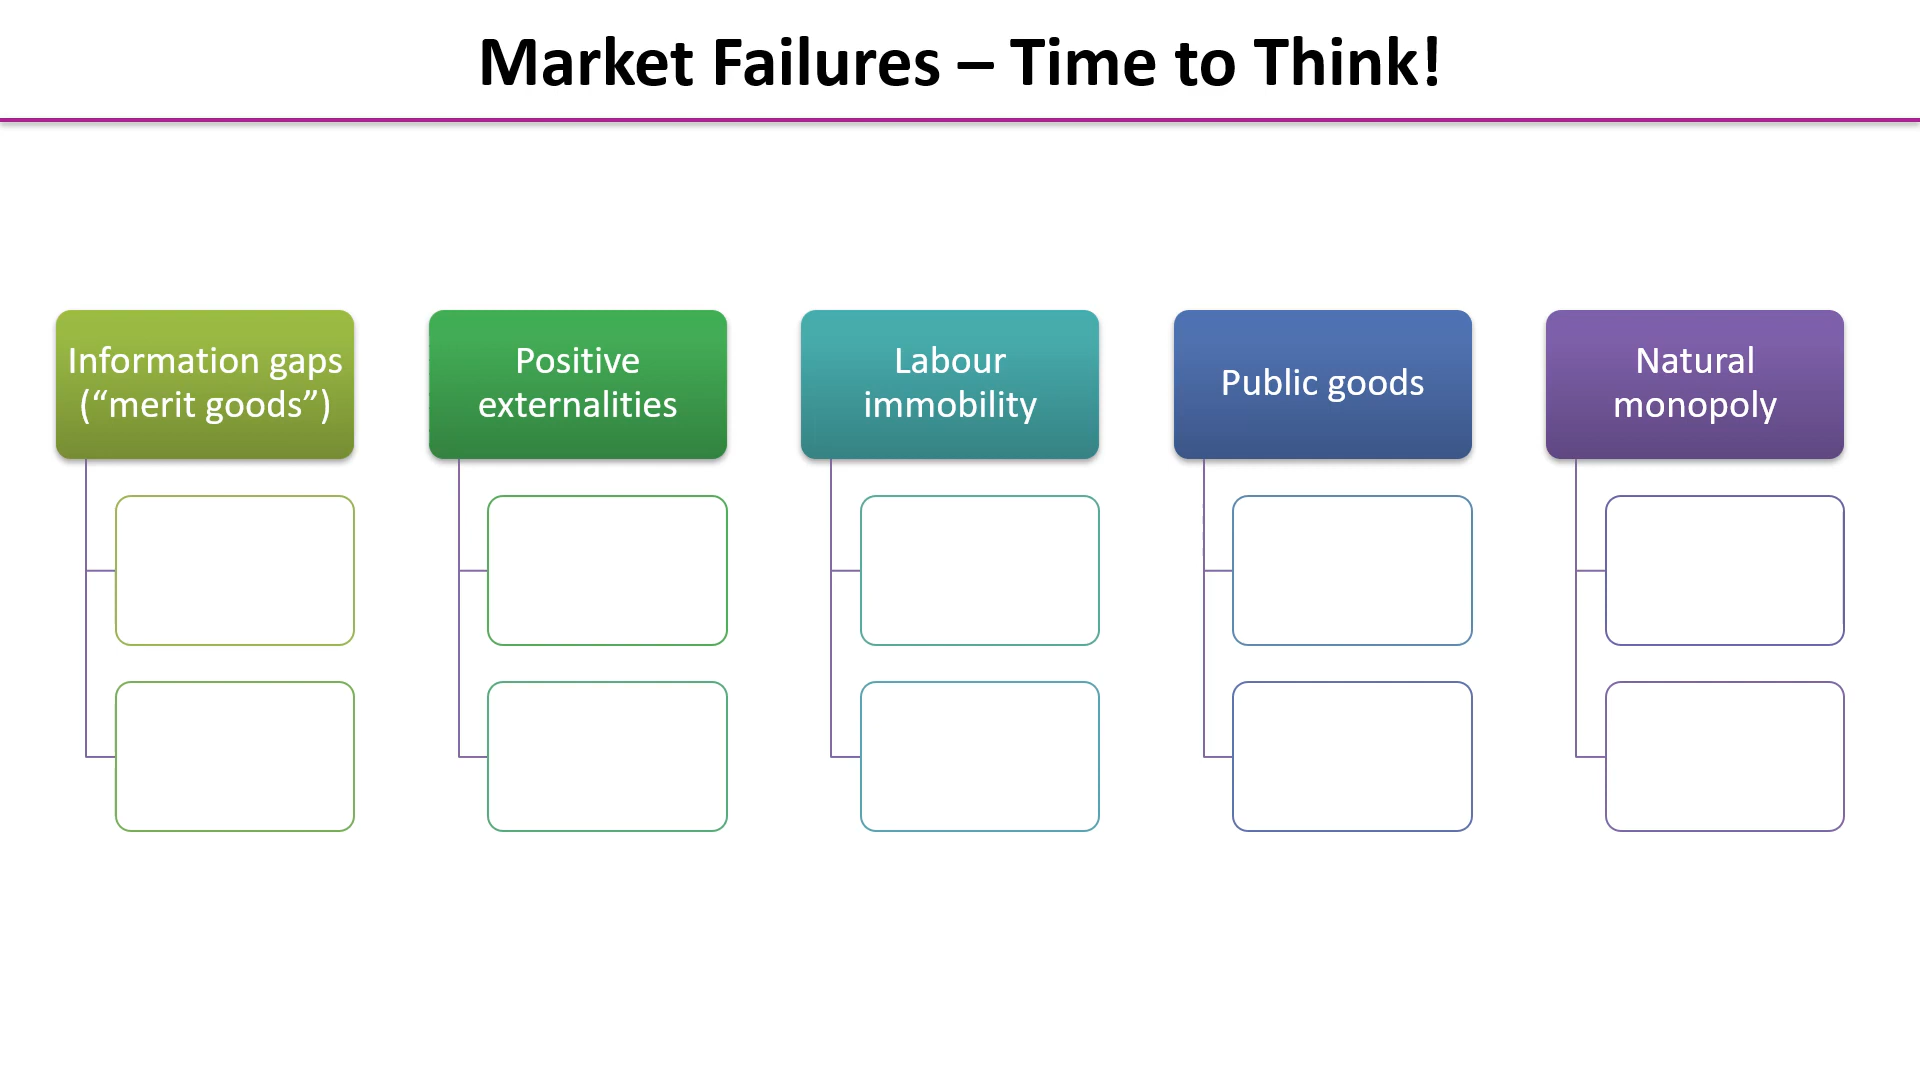 Market Failures – Time to Think!
Information gaps
(“merit goods”)
Positive
externalities
Labour
immobility
Public goods
Natural
monopoly